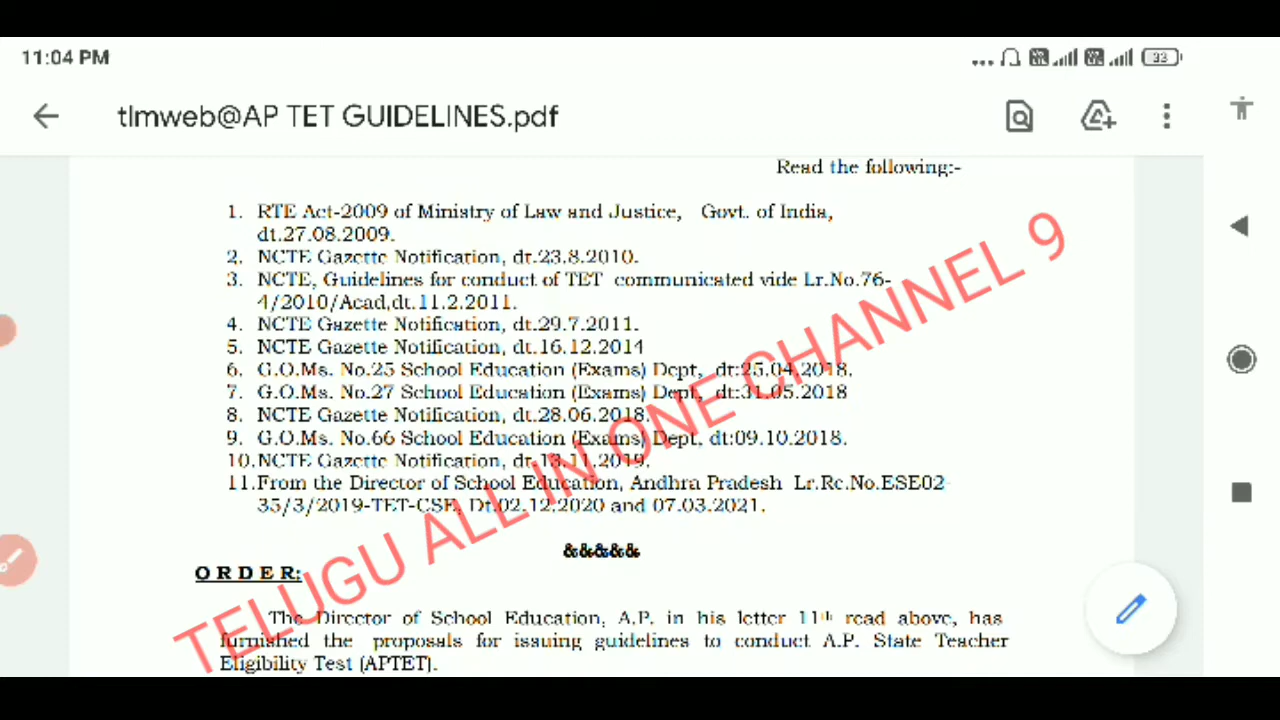 11:04 PM
33
tlmweb@AP TET GUIDELINES.pdf
Read the following:-
1. RTE Act-2009 of Ministry of Law and Justice, Govt. of India,
dt.27.08.2009.
2. NCTE Gazette Notification, dt.23.8.2010.
3. NCTE, Guidelines for conduct of TET communicated vide Lr.No.76-
4/2010/Acad,dt.11.2.2011.
4. NCTE Gazette Notification, dt.29.7.2011.
5. NCTE Gazette Notification, dt.16.12.2014
6. G.O.Ms. No.25 School Education (Exams) Dept, dt:25.04.2018.
7. G.O.Ms. No.27 School Education (Exams) Dept, dt:31.05.2018
8. NCTE Gazette Notification, dt.28.06.2018.
9. G.O.Ms. No.66 School Education (Exams) Dept, dt:09.10.2018.
10.NCTE Gazette Notification, dt.13.11.2019.
11.From the Director of School Education, Andhra Pradesh Lr.Rc.No.ESE02-
35/3/2019-TET-CSE, Dt.02.12.2020 and 07.03.2021.
&&&&&
O R D E R:
The Director of School Education, A.P. in his letter 11th read above, has
furnished the proposals for issuing guidelines to conduct A.P. State Teacher
Eligibility Test (APTET).
TELUGU ALL IN ONE CHANNEL 9